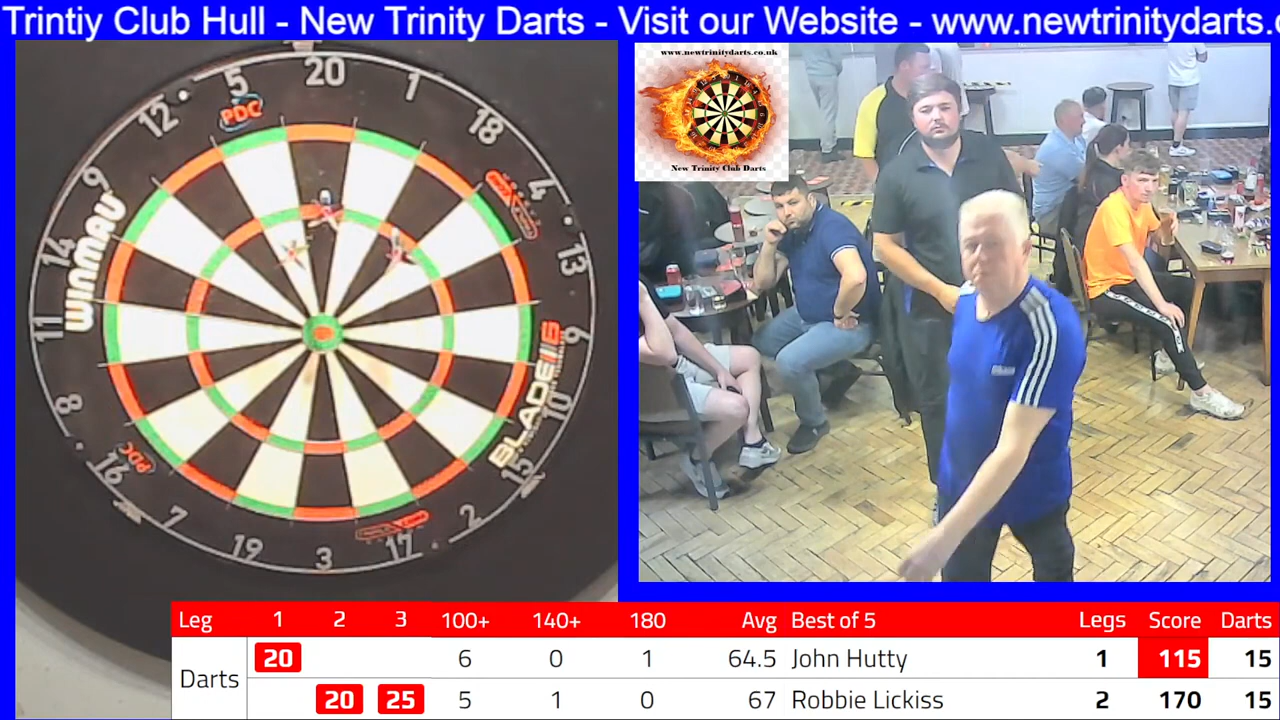 Trintiy Club Hull - New Trinity Darts - Visit our Website - www.newtrinitydarts.c
www.newtrinitydarts.co.uk
New Trinity Club Darts
20 1 18 4 13 6 10 15 2 17 3 19 7 16 8 11 14 9 12 5
PDC
WINMAU
BLADE 6
PDC
Leg 1 2 3 100+ 140+ 180 Avg Best of 5 Legs Score Darts
Darts
20 6 0 1 64.5 John Hutty 1 115 15
20 25 5 1 0 67 Robbie Lickiss 2 170 15